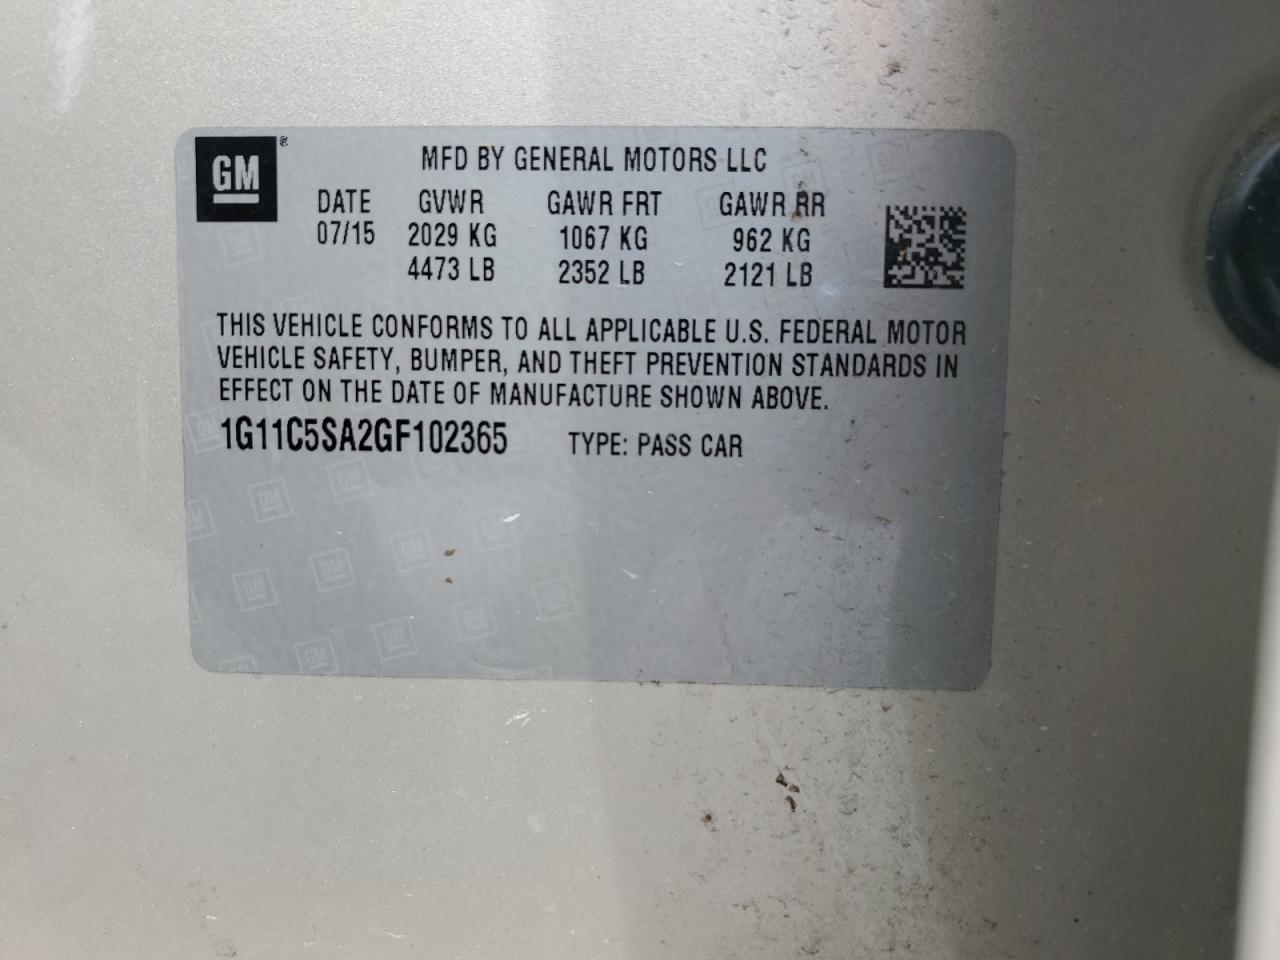 GM ®
MFD BY GENERAL MOTORS LLC
DATE GVWR GAWR FRT GAWR RR
07/15 2029 KG 1067 KG 962 KG
4473 LB 2352 LB 2121 LB
THIS VEHICLE CONFORMS TO ALL APPLICABLE U.S. FEDERAL MOTOR
VEHICLE SAFETY, BUMPER, AND THEFT PREVENTION STANDARDS IN
EFFECT ON THE DATE OF MANUFACTURE SHOWN ABOVE.
1G11C5SA2GF102365 TYPE: PASS CAR